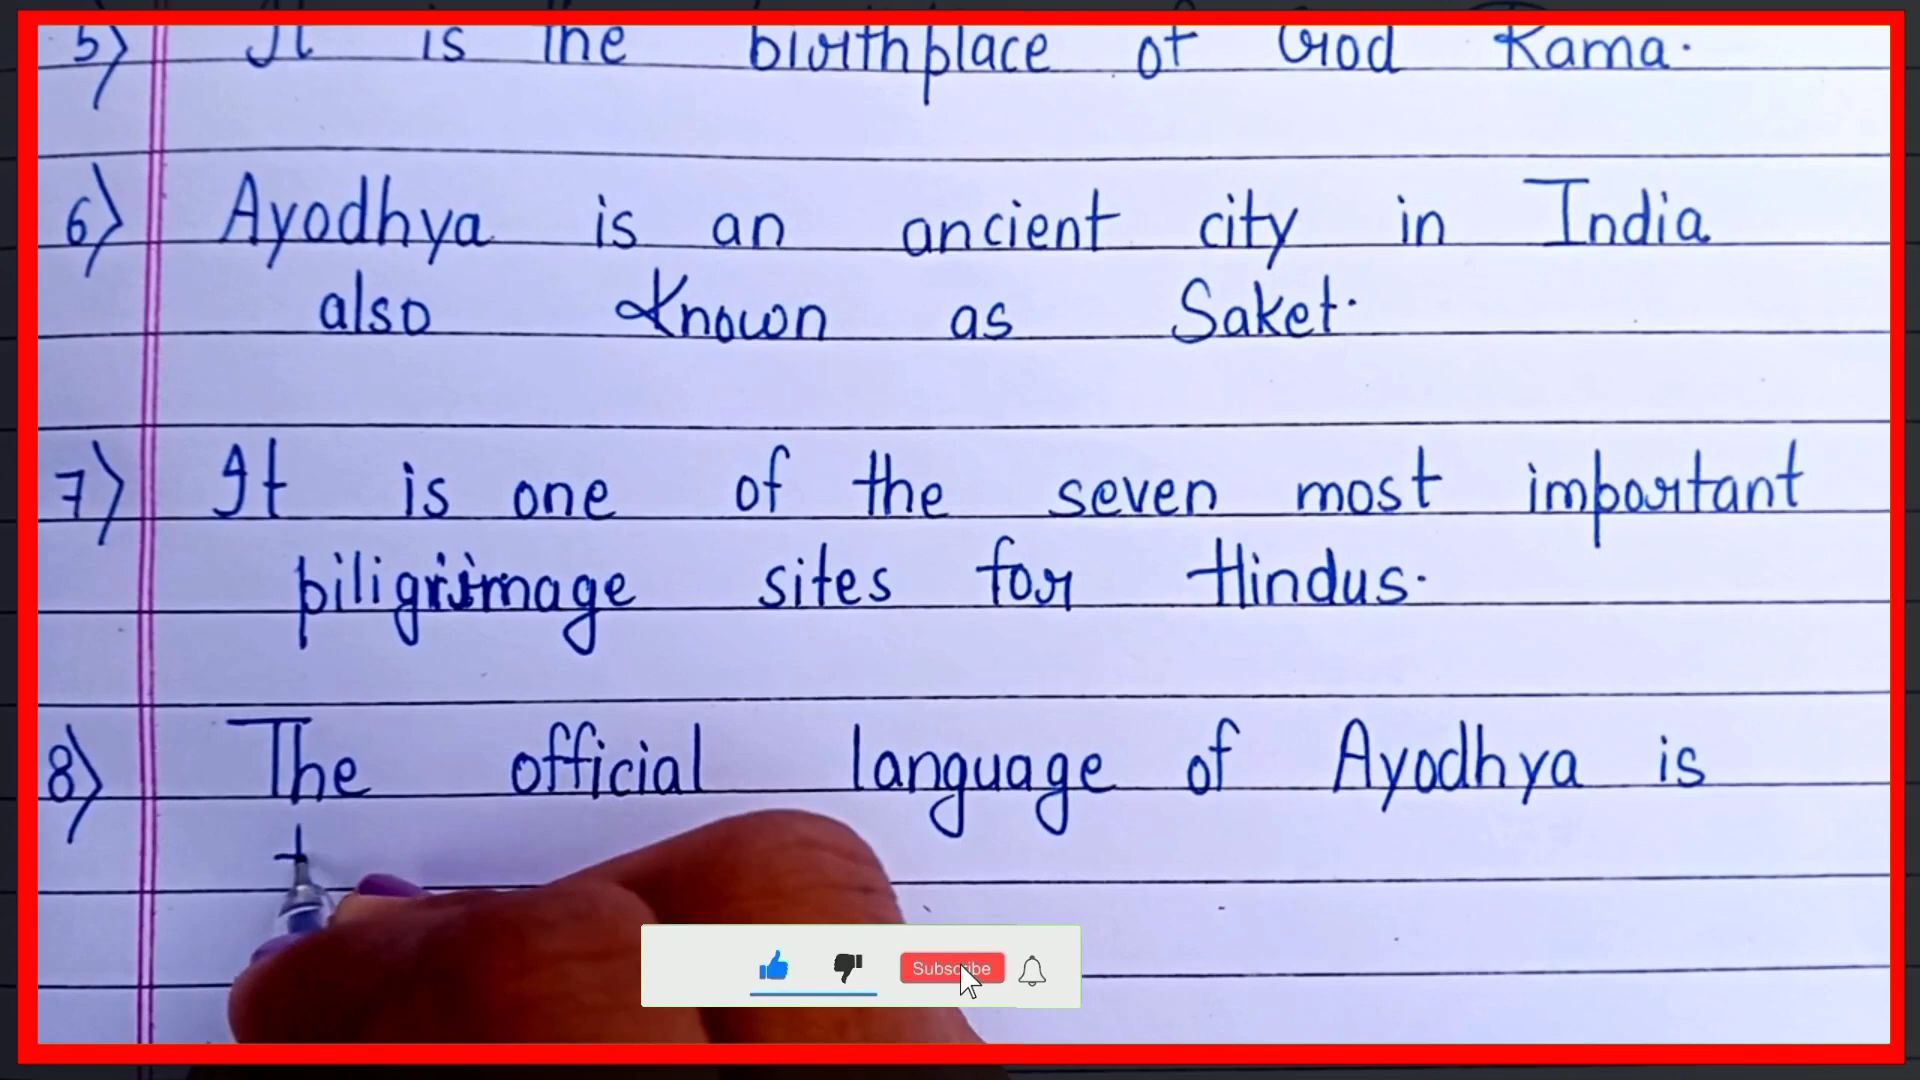 5) It is the birthplace of God Rama.
6) Ayodhya is an ancient city in India
also Known as Saket.
7) It is one of the seven most important
piligrimage sites for Hindus.
8) The official language of Ayodhya is
Subscribe